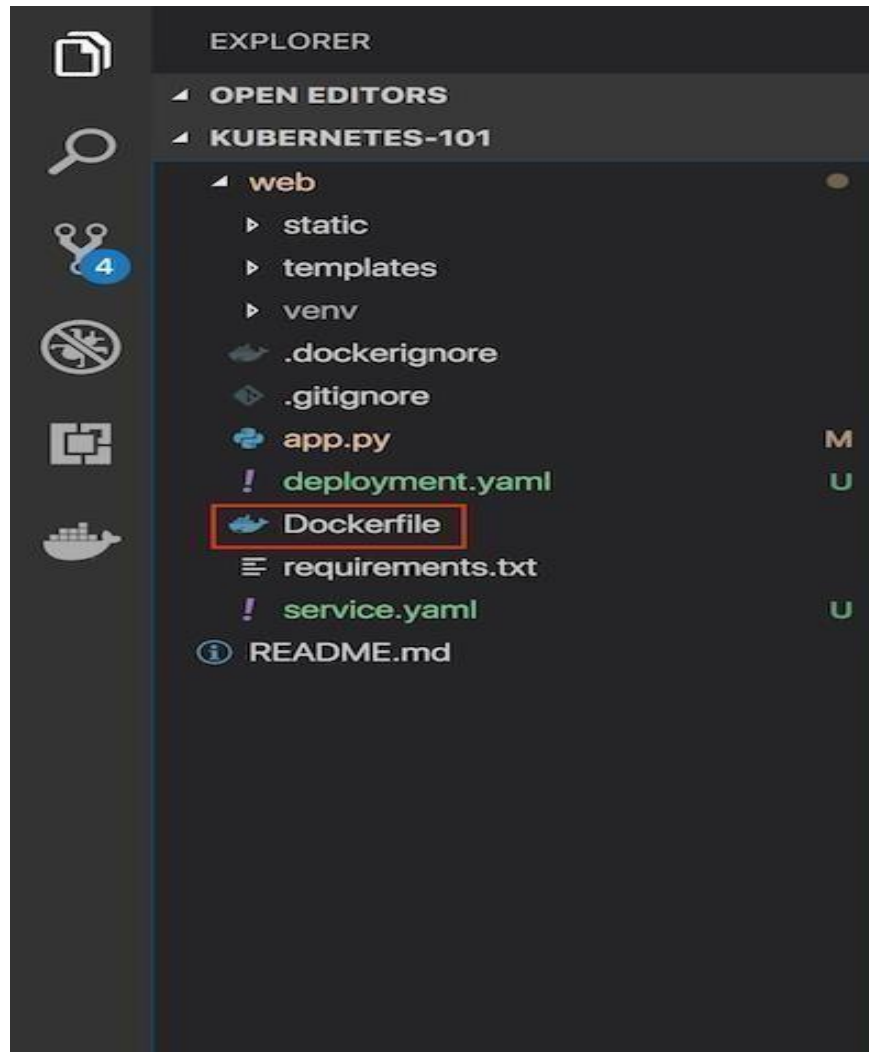 EXPLORER
OPEN EDITORS
KUBERNETES-101
web
static
4
templates
venv
.dockerignore
.gitignore
app.py M
deployment.yaml U
Dockerfile
requirements.txt
service.yaml U
README.md